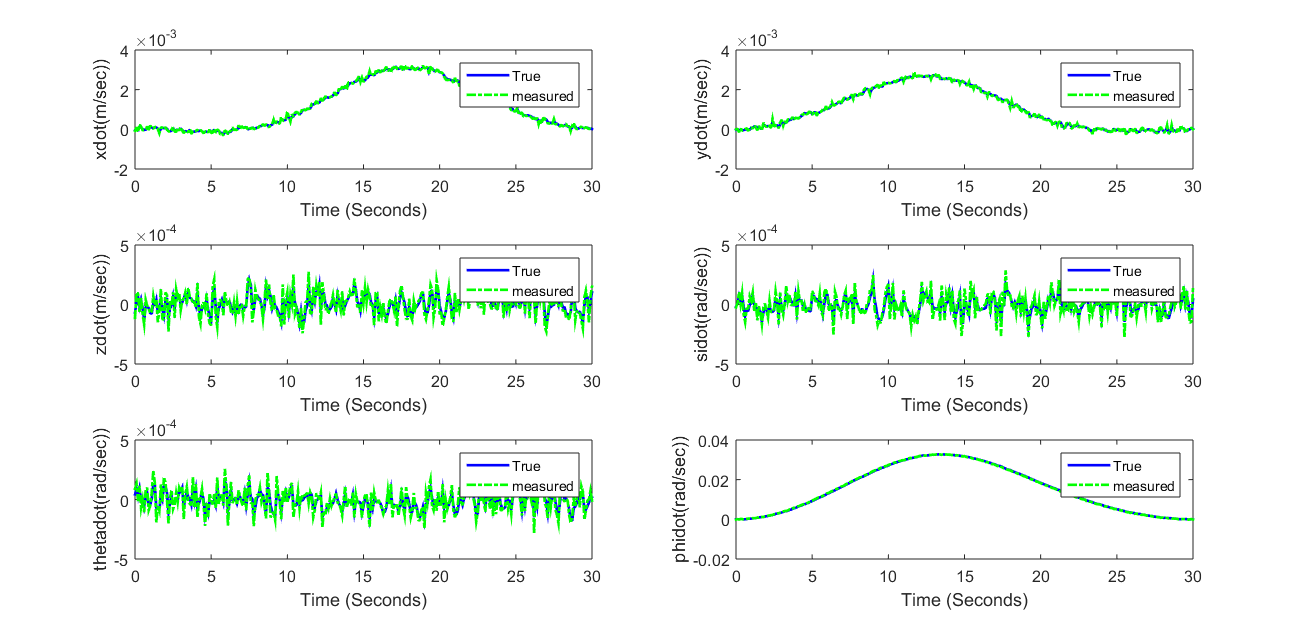 ×10-3
4
2
0
-2
xdot(m/sec))
0 5 10 15 20 25 30
Time (Seconds)
True
measured
×10-3
4
2
0
-2
ydot(m/sec))
0 5 10 15 20 25 30
Time (Seconds)
True
measured
×10-4
5
0
-5
zdot(m/sec))
0 5 10 15 20 25 30
Time (Seconds)
True
measured
×10-4
5
0
-5
sidot(rad/sec))
0 5 10 15 20 25 30
Time (Seconds)
True
measured
×10-4
5
0
-5
thetadot(rad/sec))
0 5 10 15 20 25 30
Time (Seconds)
True
measured
0.04
0.02
0
-0.02
phidot(rad/sec))
0 5 10 15 20 25 30
Time (Seconds)
True
measured